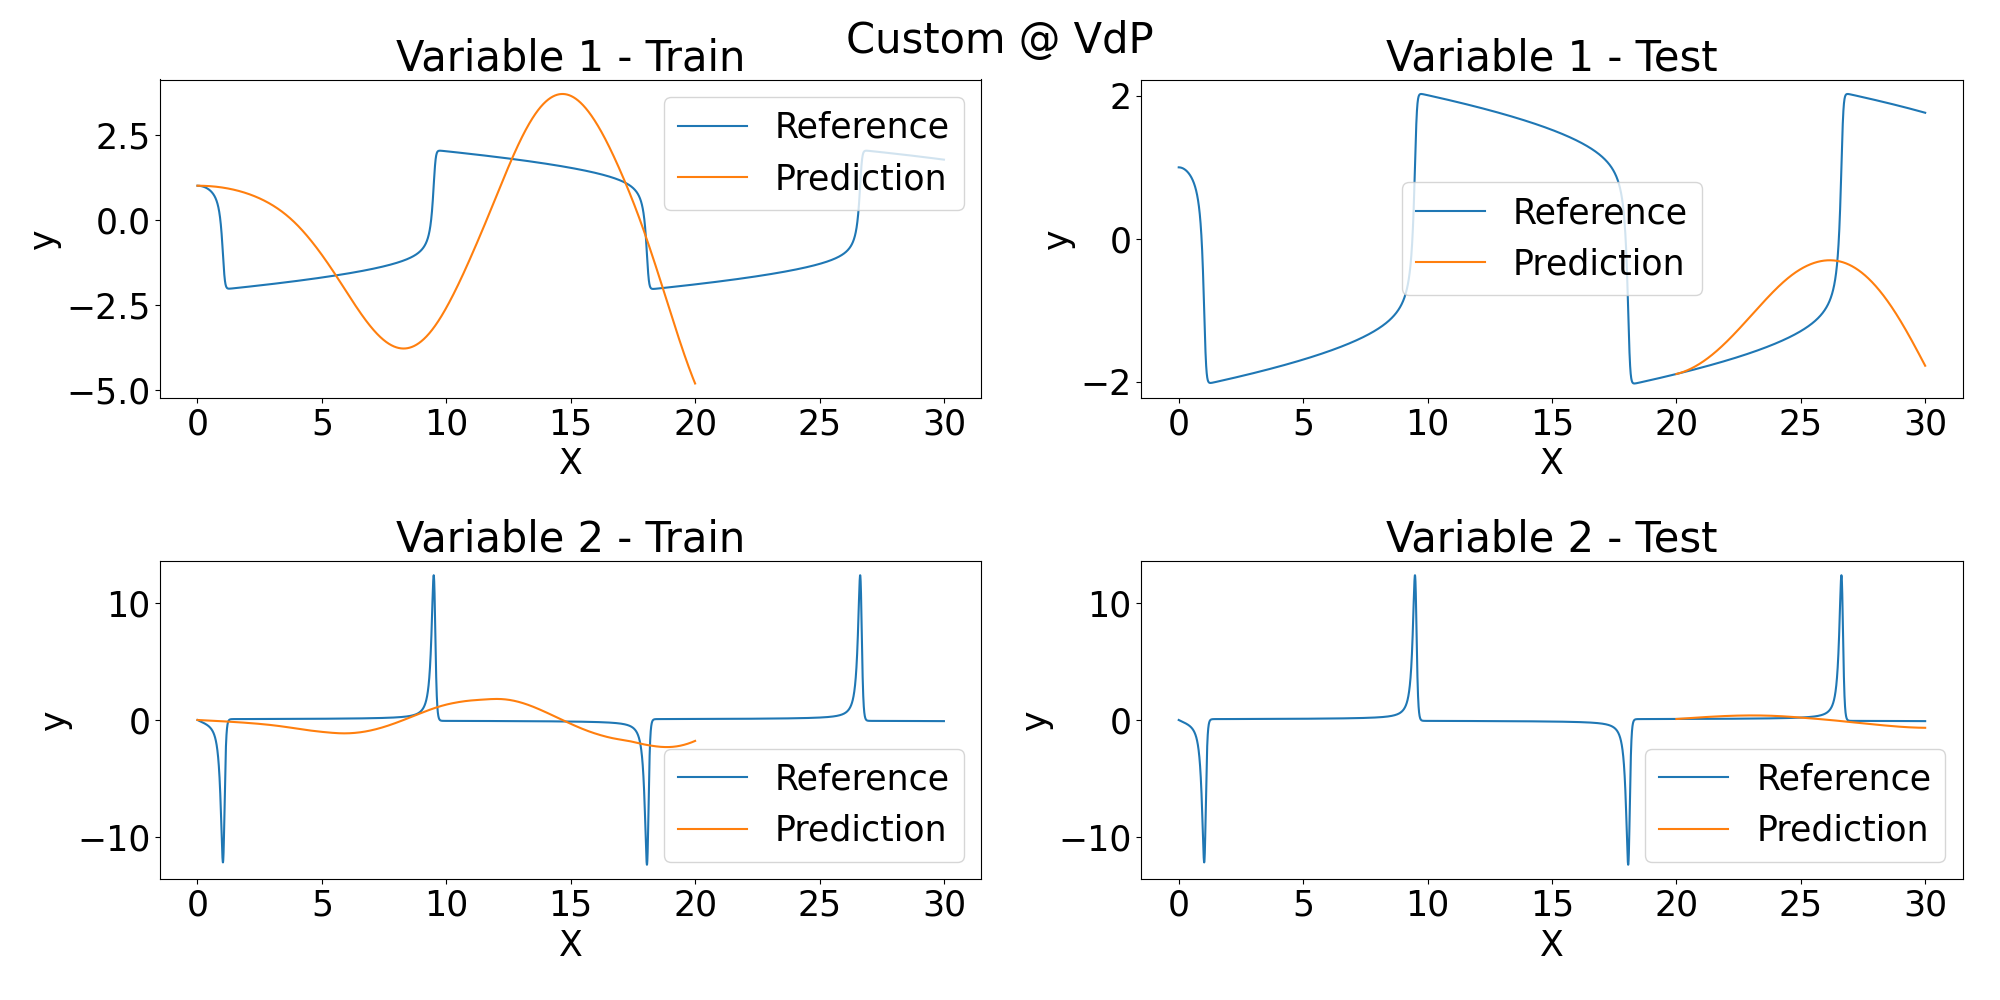 Custom @ VdP
Variable 1 - Train
2.5
0.0
−2.5
−5.0
y
0 5 10 15 20 25 30
X
Reference
Prediction
Variable 1 - Test
2
0
−2
y
0 5 10 15 20 25 30
X
Reference
Prediction
Variable 2 - Train
10
0
−10
y
0 5 10 15 20 25 30
X
Reference
Prediction
Variable 2 - Test
10
0
−10
y
0 5 10 15 20 25 30
X
Reference
Prediction